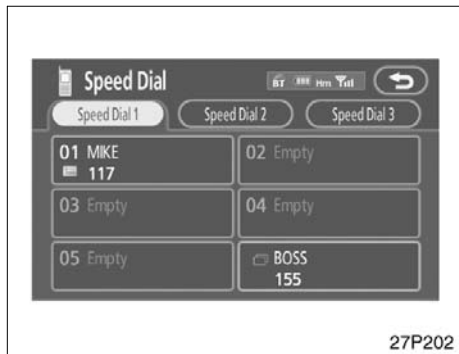 Speed Dial
BT Hm
Speed Dial 1 Speed Dial 2 Speed Dial 3
01 MIKE 02 Empty
117
03 Empty 04 Empty
05 Empty BOSS
155
27P202